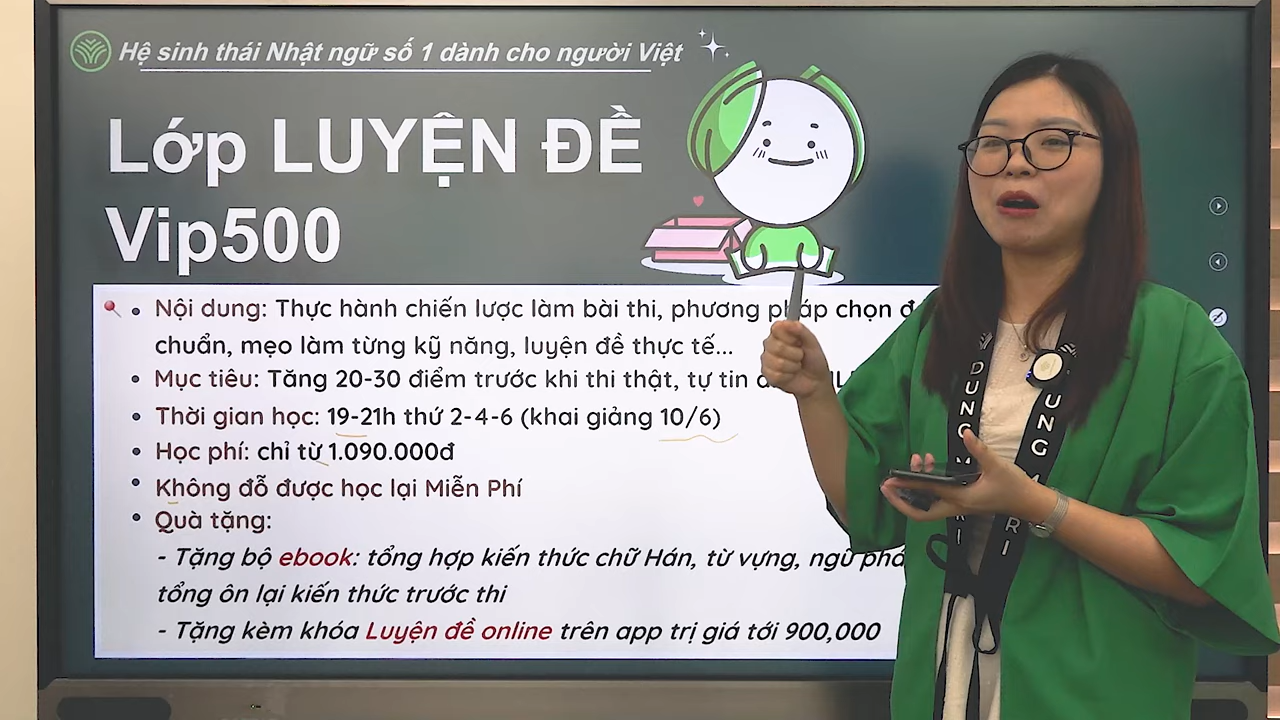 Hệ sinh thái Nhật ngữ số 1 dành cho người Việt
Lớp LUYỆN ĐỀ
Vip500
Nội dung: Thực hành chiến lược làm bài thi, phương pháp chọn
chuẩn, mẹo làm từng kỹ năng, luyện đề thực tế...
Mục tiêu: Tăng 20-30 điểm trước khi thi thật, tự tin
Thời gian học: 19-21h thứ 2-4-6 (khai giảng 10/6)
Học phí: chỉ từ 1.090.000đ
Không đỗ được học lại Miễn Phí
Quà tặng:
- Tặng bộ ebook: tổng hợp kiến thức chữ Hán, từ vựng, ngữ
tổng ôn lại kiến thức trước thi
- Tặng kèm khóa Luyện đề online trên app trị giá tới 900,000
DUNG
UNG
MORI